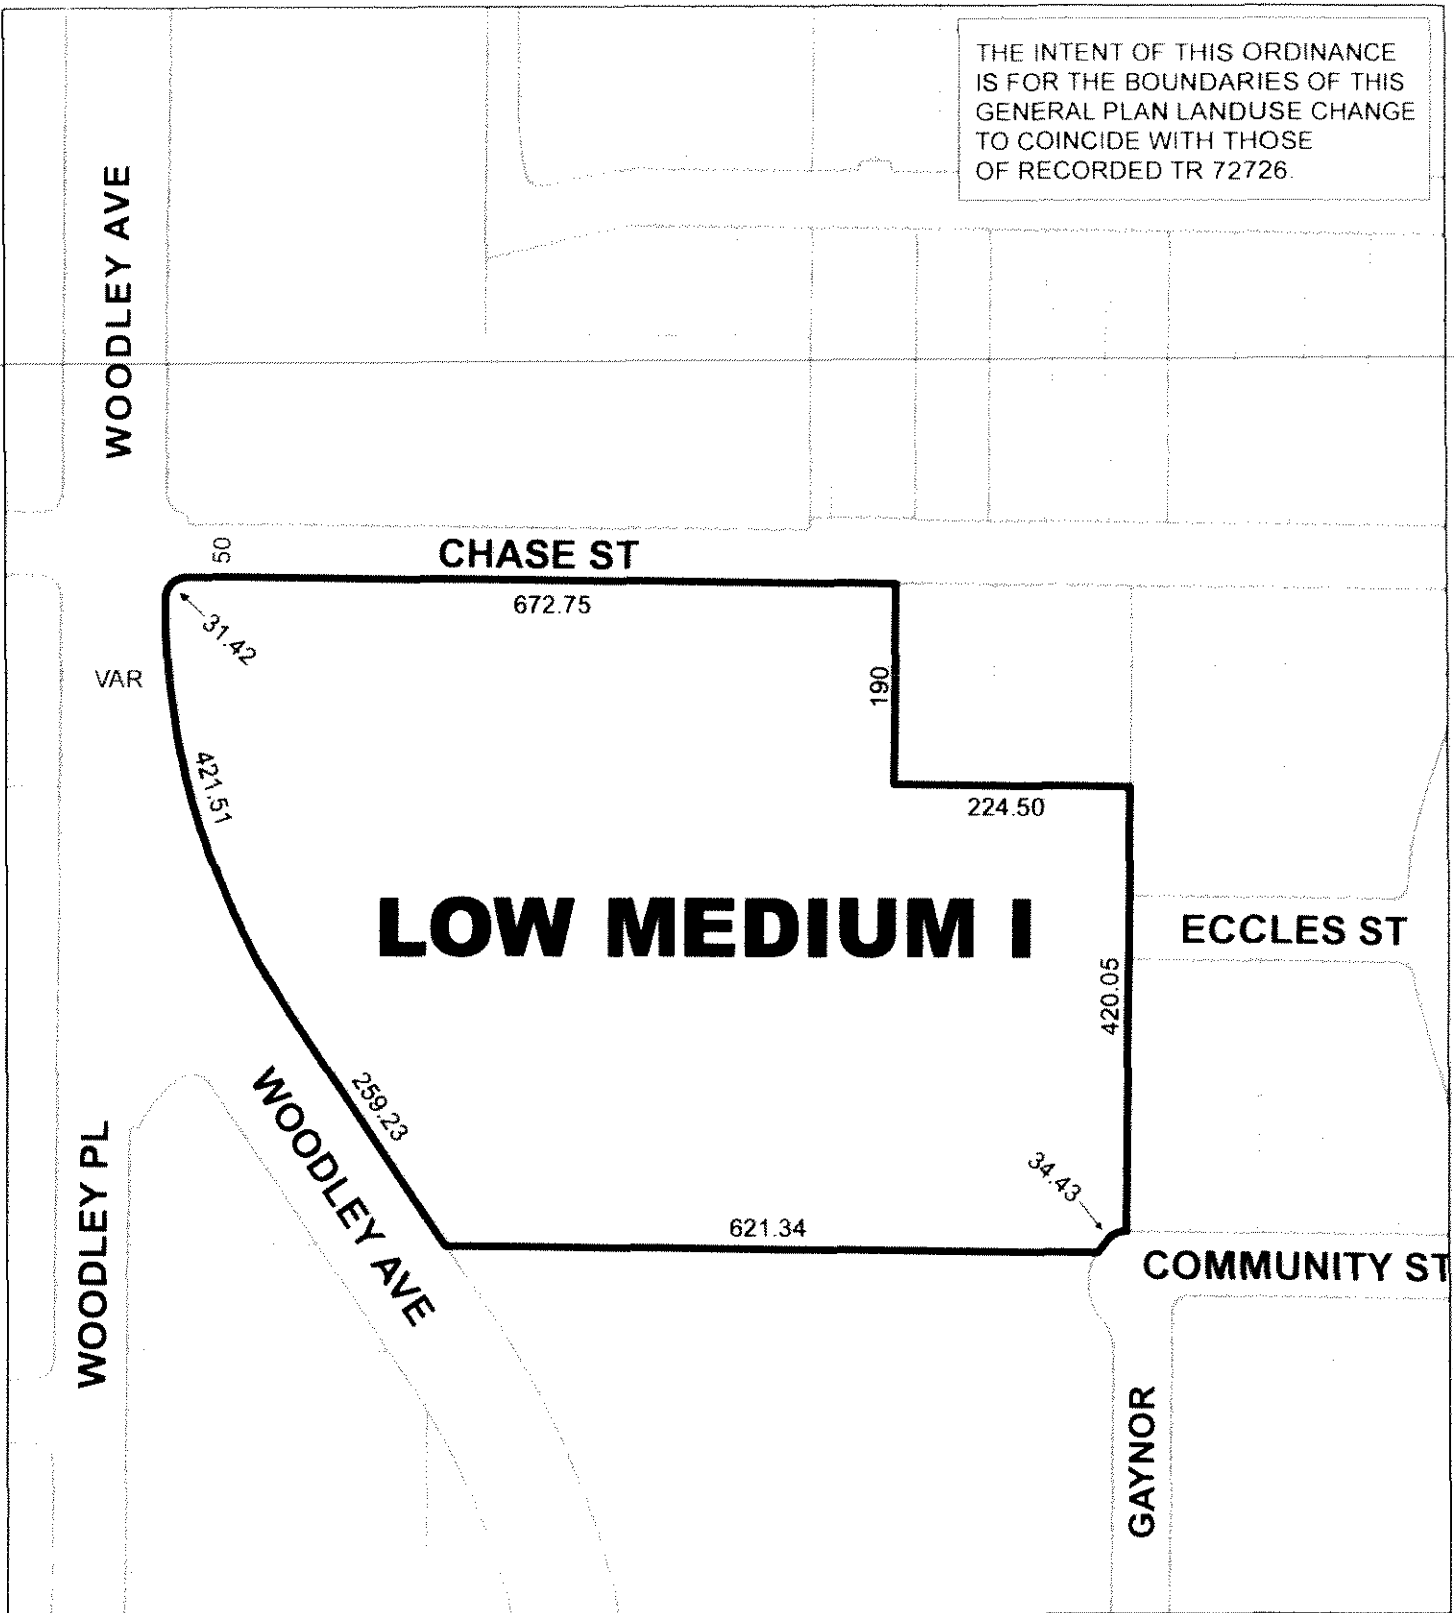 THE INTENT OF THIS ORDINANCE
IS FOR THE BOUNDARIES OF THIS
GENERAL PLAN LANDUSE CHANGE
TO COINCIDE WITH THOSE
OF RECORDED TR 72726.
WOODLEY AVE
50
CHASE ST
672.75
31.42
VAR
190
421.51
224.50
LOW MEDIUM I
ECCLES ST
420.05
259.23
WOODLEY AVE
WOODLEY PL
34.43
621.34
COMMUNITY ST
GAYNOR